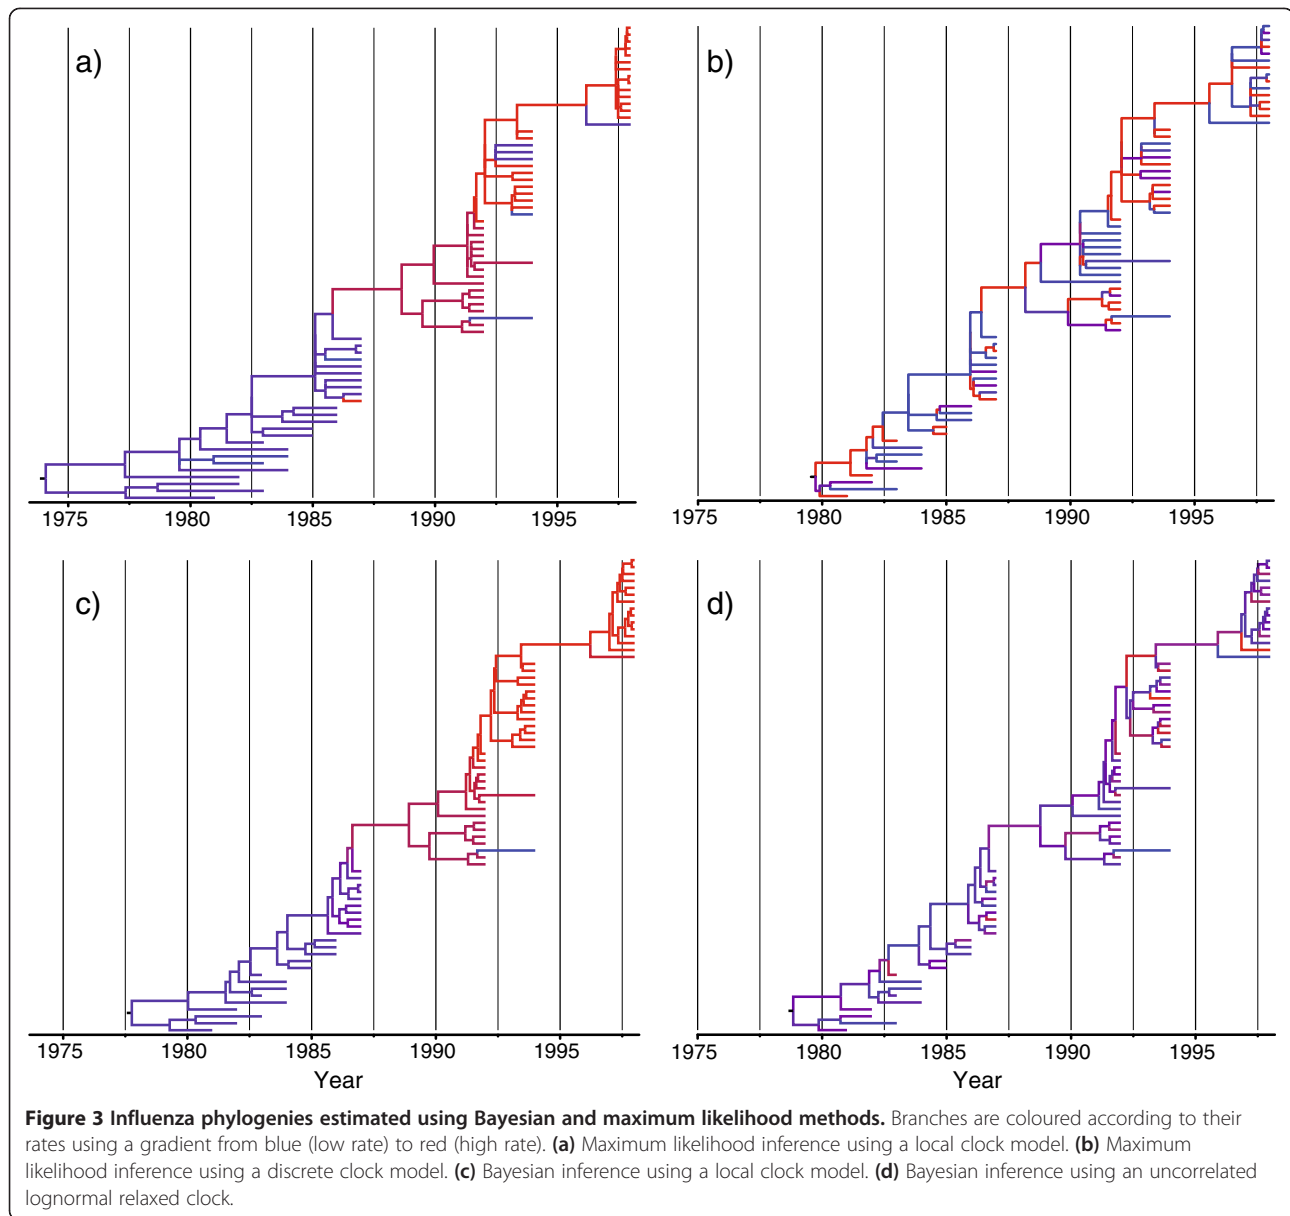 a)
b)
1975 1980 1985 1990 1995
1975 1980 1985 1990 1995
c)
d)
1975 1980 1985 1990 1995
1975 1980 1985 1990 1995
Year
Year
Figure 3 Influenza phylogenies estimated using Bayesian and maximum likelihood methods. Branches are coloured according to their
rates using a gradient from blue (low rate) to red (high rate). (a) Maximum likelihood inference using a local clock model. (b) Maximum
likelihood inference using a discrete clock model. (c) Bayesian inference using a local clock model. (d) Bayesian inference using an uncorrelated
lognormal relaxed clock.